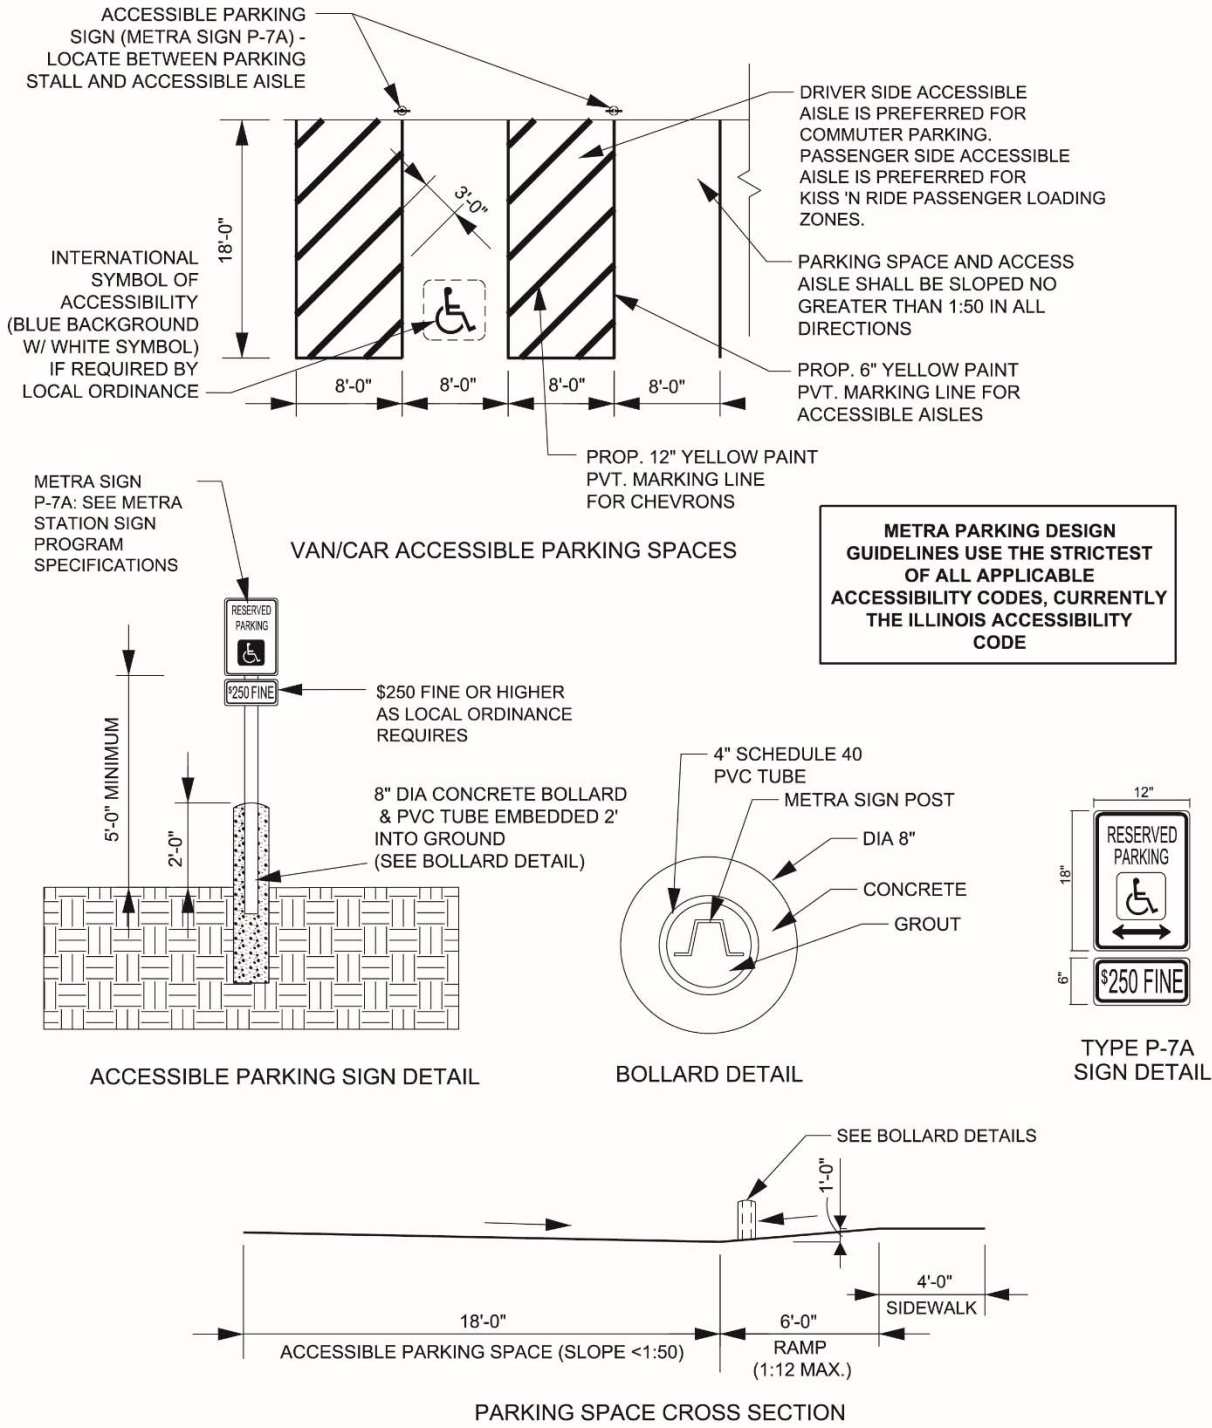 ACCESSIBLE PARKING
SIGN (METRA SIGN P-7A) -
LOCATE BETWEEN PARKING
STALL AND ACCESSIBLE AISLE
DRIVER SIDE ACCESSIBLE
AISLE IS PREFERRED FOR
COMMUTER PARKING.
PASSENGER SIDE ACCESSIBLE
AISLE IS PREFERRED FOR
KISS 'N RIDE PASSENGER LOADING
ZONES.
3'-0"
18'-0"
INTERNATIONAL
SYMBOL OF
ACCESSIBILITY
(BLUE BACKGROUND
W/ WHITE SYMBOL)
IF REQUIRED BY
LOCAL ORDINANCE
PARKING SPACE AND ACCESS
AISLE SHALL BE SLOPED NO
GREATER THAN 1:50 IN ALL
DIRECTIONS
PROP. 6" YELLOW PAINT
PVT. MARKING LINE FOR
ACCESSIBLE AISLES
8'-0"
8'-0"
8'-0"
8'-0"
PROP. 12" YELLOW PAINT
PVT. MARKING LINE
FOR CHEVRONS
VAN/CAR ACCESSIBLE PARKING SPACES
METRA SIGN
P-7A: SEE METRA
STATION SIGN
PROGRAM
SPECIFICATIONS
METRA PARKING DESIGN
GUIDELINES USE THE STRICTEST
OF ALL APPLICABLE
ACCESSIBILITY CODES, CURRENTLY
THE ILLINOIS ACCESSIBILITY
CODE
RESERVED
PARKING
$250 FINE
$250 FINE OR HIGHER
AS LOCAL ORDINANCE
REQUIRES
5'-0" MINIMUM
2'-0"
8" DIA CONCRETE BOLLARD
& PVC TUBE EMBEDDED 2'
INTO GROUND
(SEE BOLLARD DETAIL)
ACCESSIBLE PARKING SIGN DETAIL
4" SCHEDULE 40
PVC TUBE
METRA SIGN POST
DIA 8"
CONCRETE
GROUT
BOLLARD DETAIL
12"
18"
RESERVED
PARKING
6"
$250 FINE
TYPE P-7A
SIGN DETAIL
SEE BOLLARD DETAILS
1'-0"
4'-0"
SIDEWALK
18'-0"
ACCESSIBLE PARKING SPACE (SLOPE <1:50)
6'-0"
RAMP
(1:12 MAX.)
PARKING SPACE CROSS SECTION